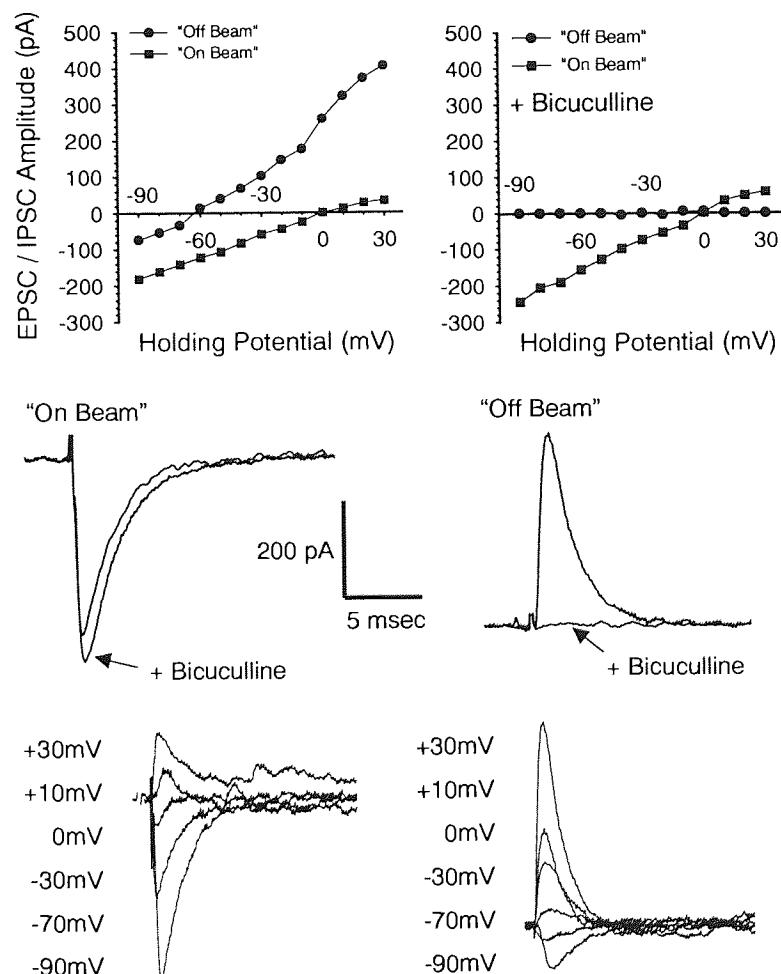 EPSC / IPSC Amplitude (pA)
500
400
300
200
100
0
-100
-200
-300
"Off Beam"
"On Beam"
-90
-30
-60
0
30
Holding Potential (mV)
500
400
300
200
100
0
-100
-200
-300
"Off Beam"
"On Beam"
+ Bicuculline
-90
-30
-60
0
30
Holding Potential (mV)
"On Beam"
200 pA
5 msec
+ Bicuculline
"Off Beam"
+ Bicuculline
+30mV
+10mV
0mV
-30mV
-70mV
-90mV
+30mV
+10mV
0mV
-30mV
-70mV
-90mV